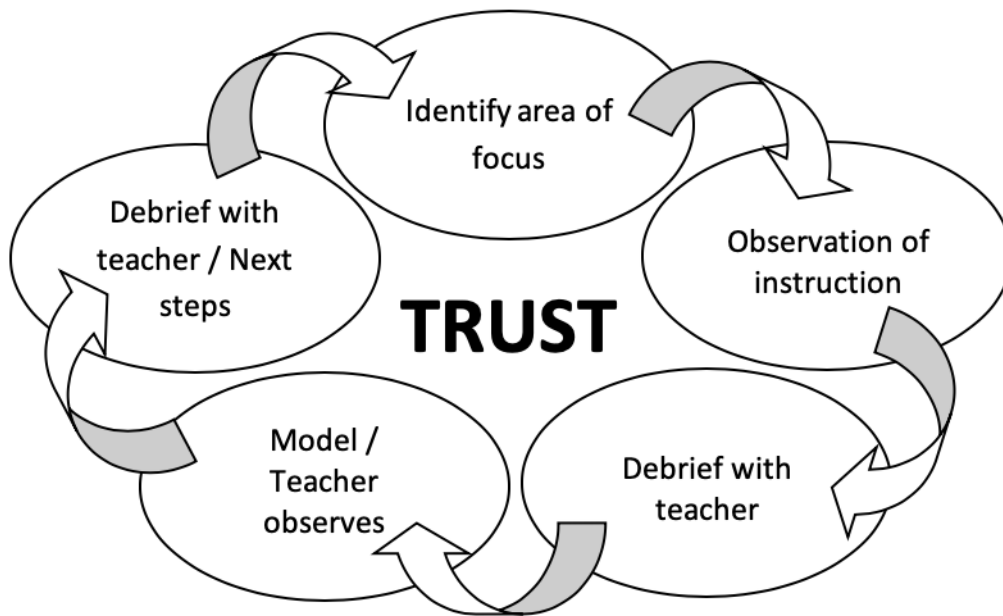 Identify area of
focus
Observation of
instruction
Debrief with
teacher
Model /
Teacher
observes
Debrief with
teacher / Next
steps
TRUST